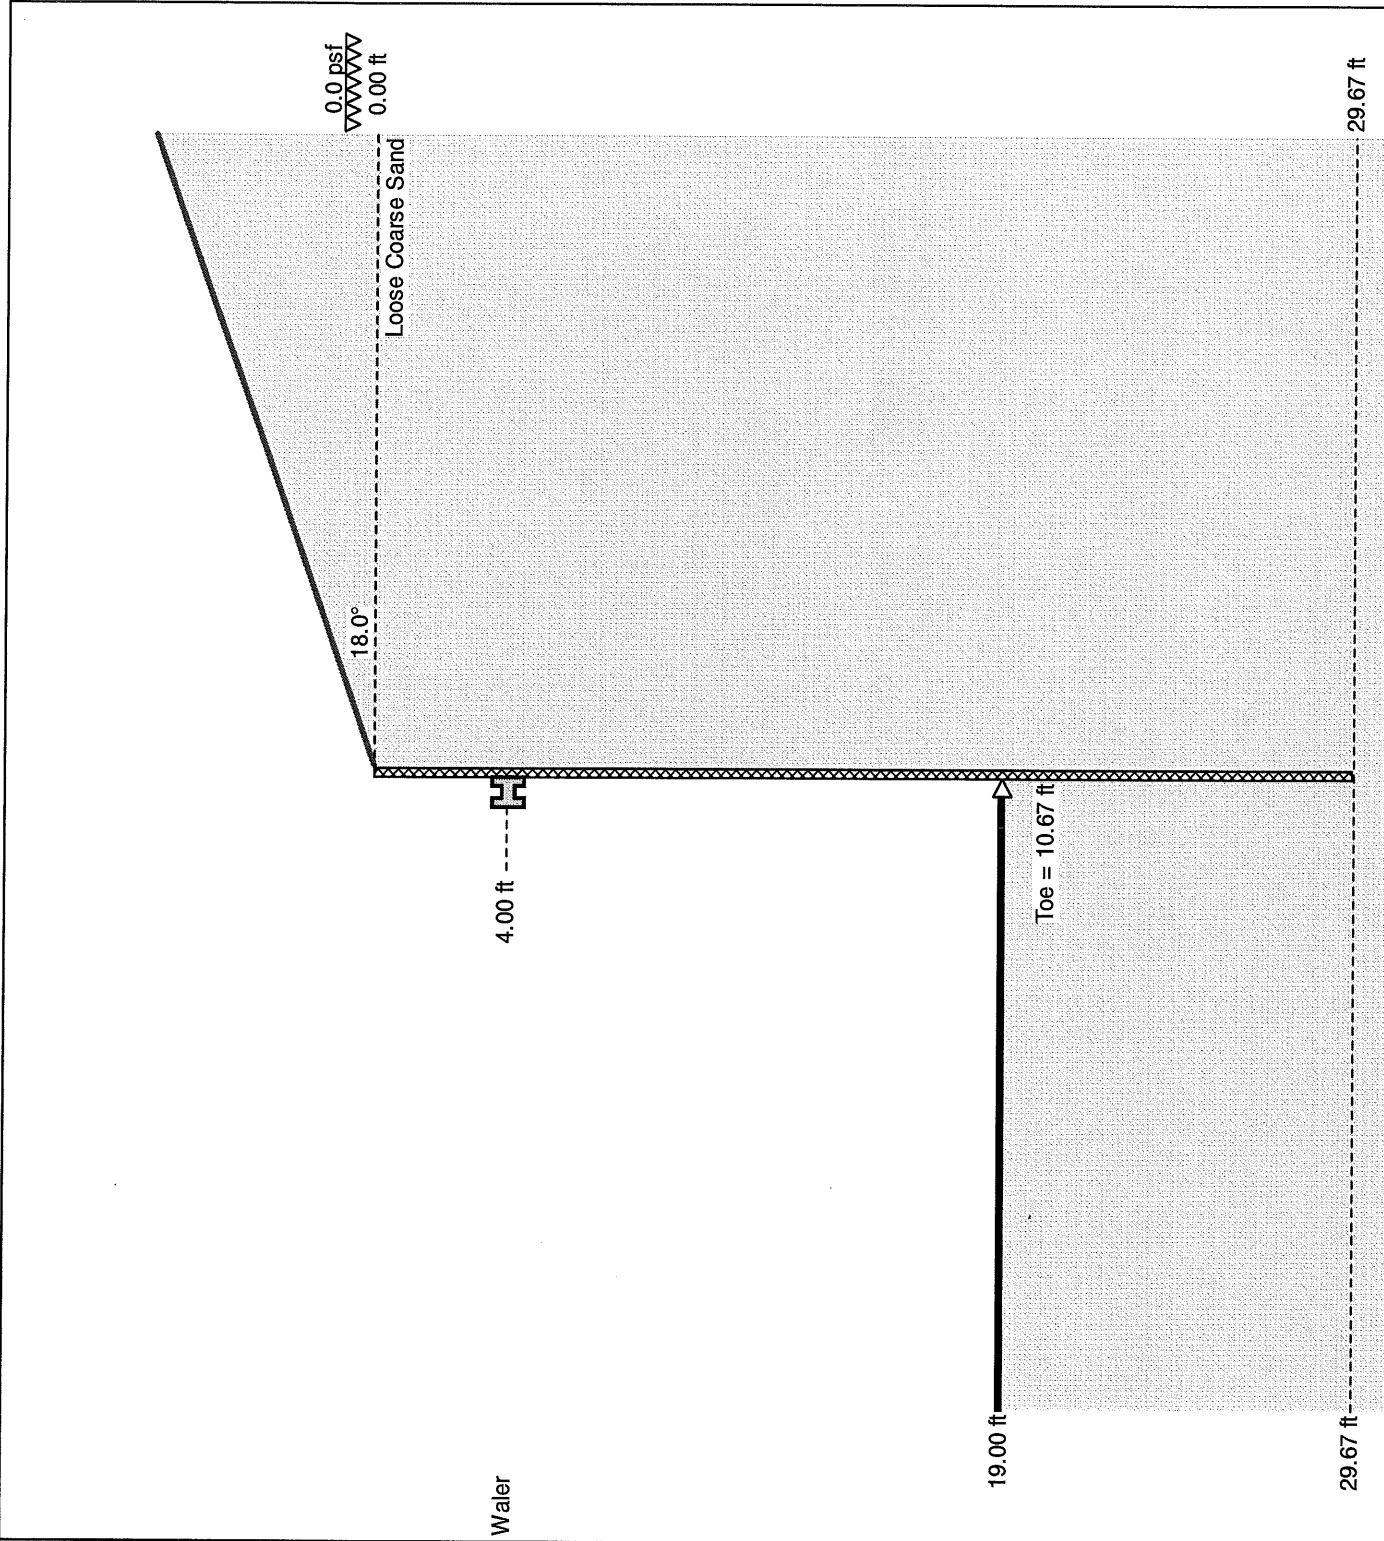 0.0 psf
0.00 ft
Loose Coarse Sand
18.0°
4.00 ft
Waler
19.00 ft
Toe = 10.67 ft
29.67 ft
29.67 ft